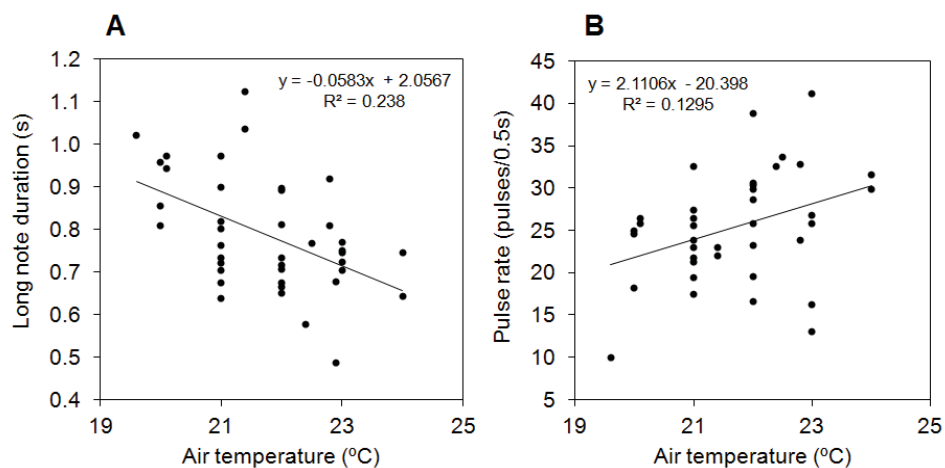 A
y = -0.0583x + 2.0567
R² = 0.238
Long note duration (s)
1.2
1.1
1.0
0.9
0.8
0.7
0.6
0.5
0.4
19
21
23
25
Air temperature (⁰C)
B
y = 2.1106x - 20.398
R² = 0.1295
Pulse rate (pulses/0.5s)
45
40
35
30
25
20
15
10
5
19
21
23
25
Air temperature (⁰C)